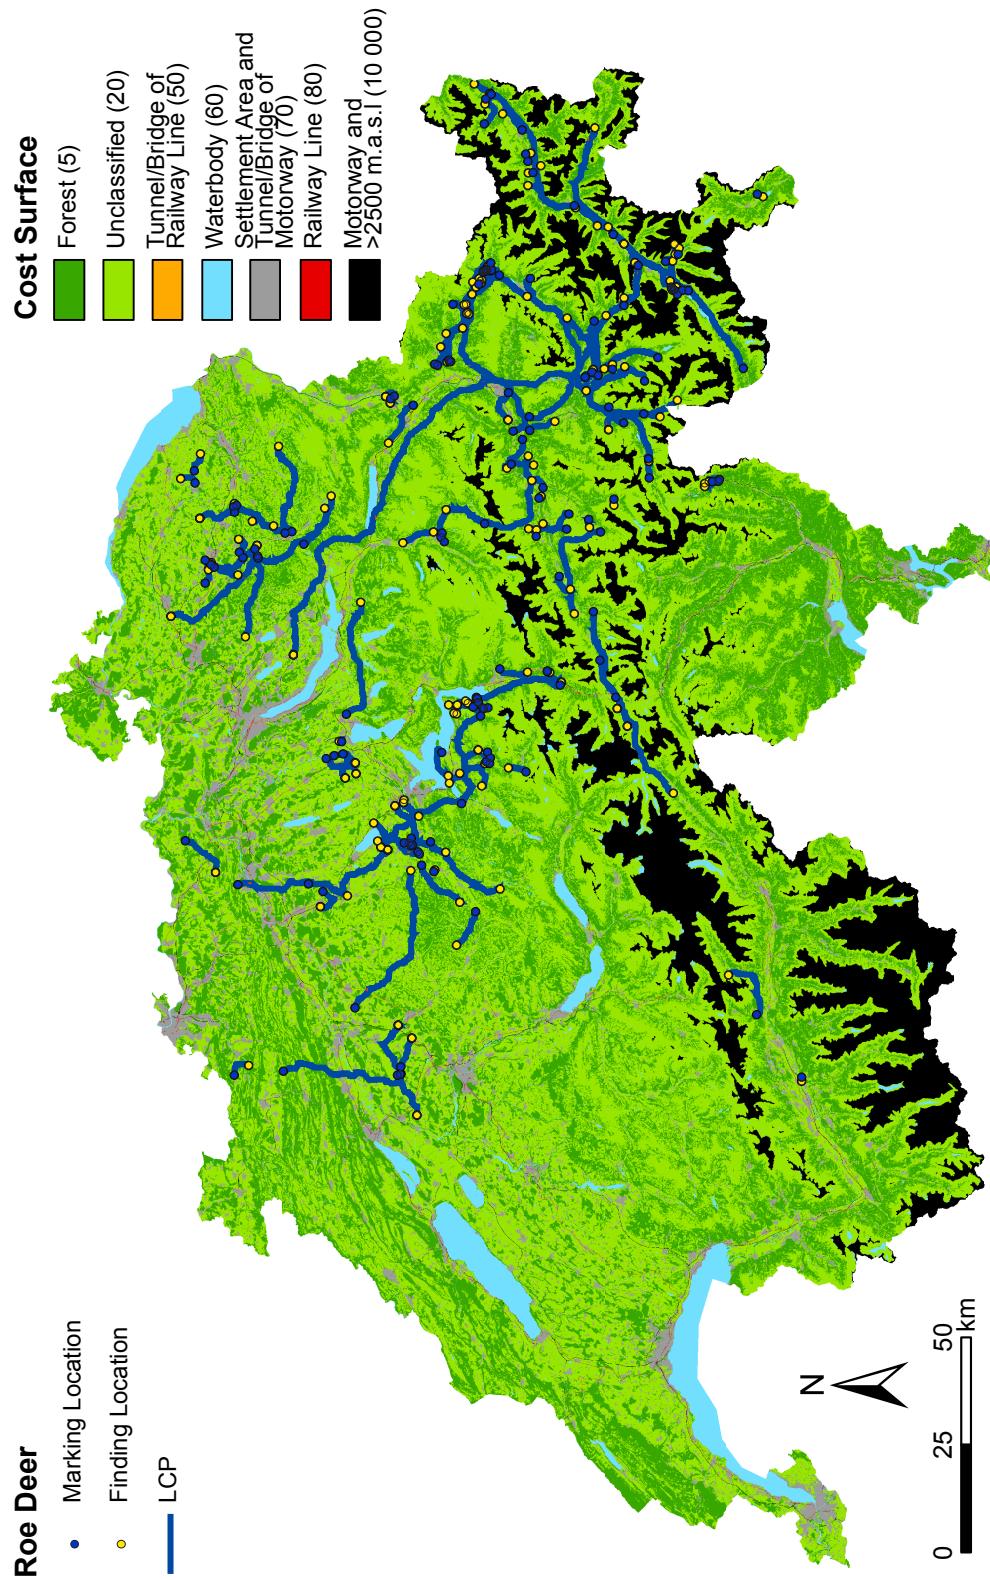 Roe Deer
Marking Location
Finding Location
LCP
Cost Surface
Forest (5)
Unclassified (20)
Tunnel/Bridge of
Railway Line (50)
Waterbody (60)
Settlement Area and
Tunnel/Bridge of
Motorway (70)
Railway Line (80)
Motorway and
>2500 m.a.s.l (10 000)
N
0 25 50
km